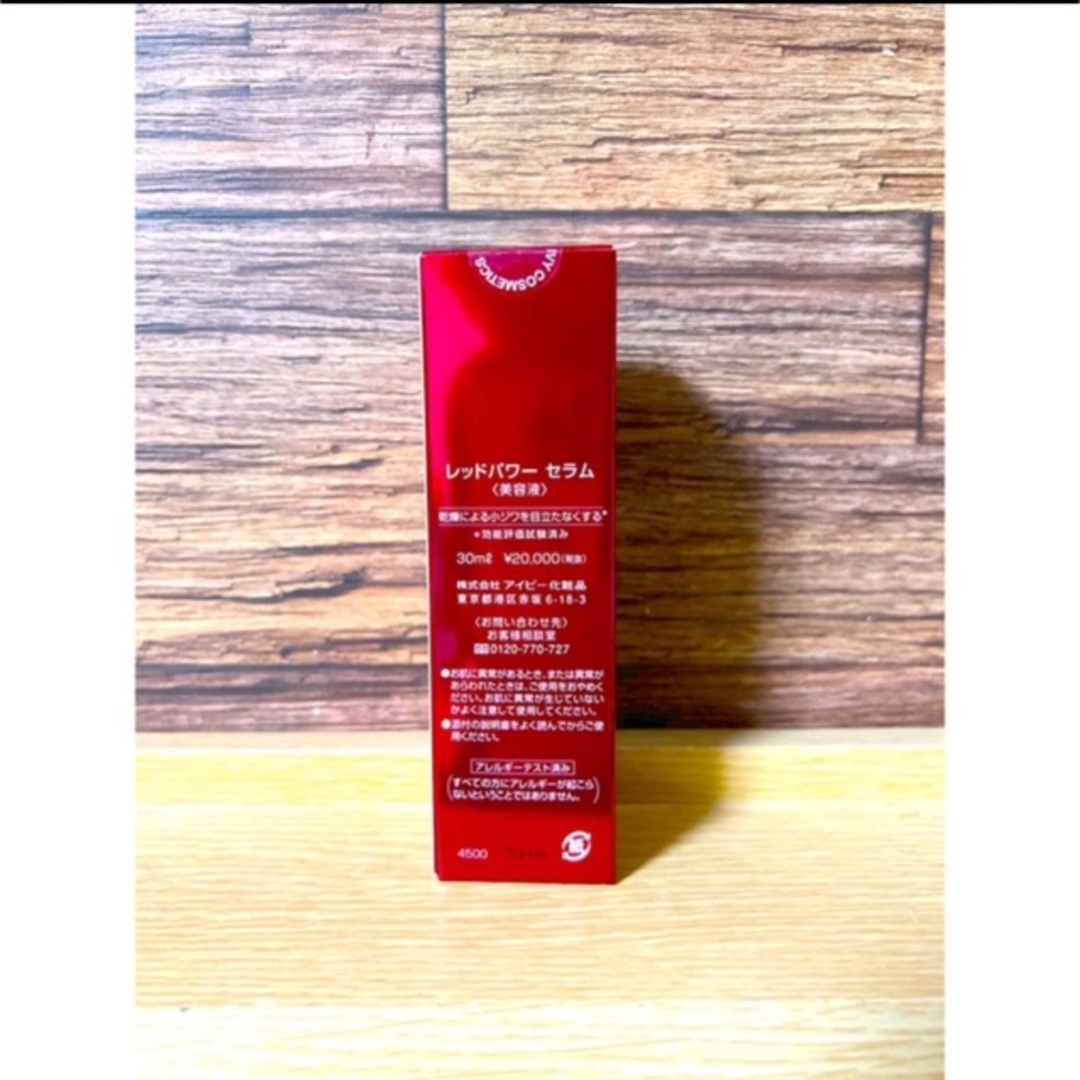 IVY COSMETICS
レッドパワー セラム
〈美容液〉
乾燥による小ジワを目立たなくする*
*効能評価試験済み
30mℓ ¥20,000(税抜)
株式会社 アイビー化粧品
東京都港区赤坂 6-18-3
〈お問い合わせ先〉
お客様相談室
0120-770-727
●お肌に異常があるとき、または異常が
あらわれたときは、ご使用をおやめく
ださい。お肌に異常が生じていない
かよく注意して使用してください。
●添付の説明書をよく読んでからご使
用ください。
アレルギーテスト済み
(すべての方にアレルギーが起こら
ないということではありません。)
4500
紙